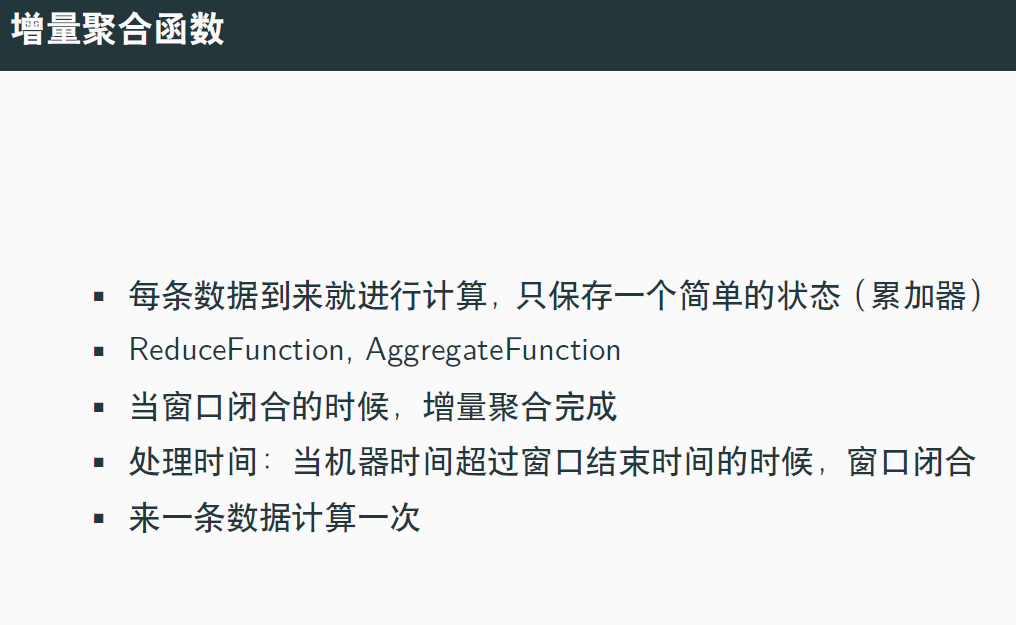 增量聚合函数
▪ 每条数据到来就进行计算，只保存一个简单的状态（累加器）
▪ ReduceFunction, AggregateFunction
▪ 当窗口闭合的时候，增量聚合完成
▪ 处理时间：当机器时间超过窗口结束时间的时候，窗口闭合
▪ 来一条数据计算一次